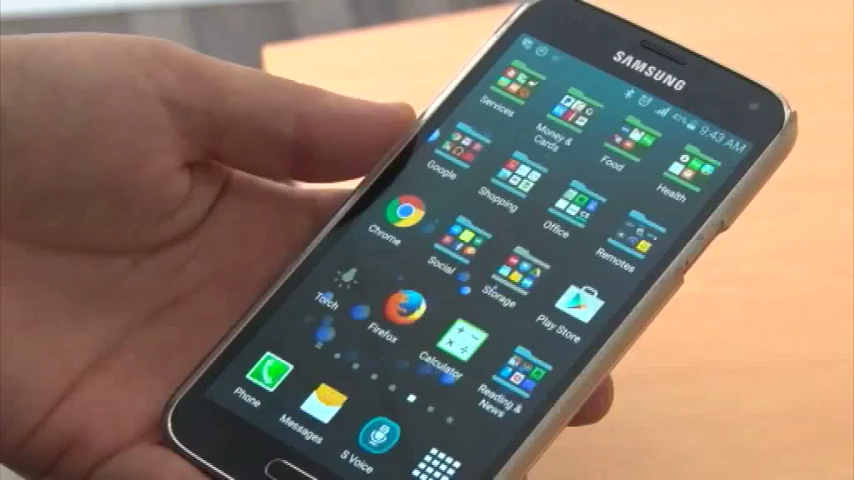 SAMSUNG
9:43 AM
Services
Money &
Cards
Food
Health
Google
Shopping
Office
Remotes
Chrome
Social
Storage
Play Store
Torch
Firefox
Calculator
Reading &
News
Phone
Messages
S Voice